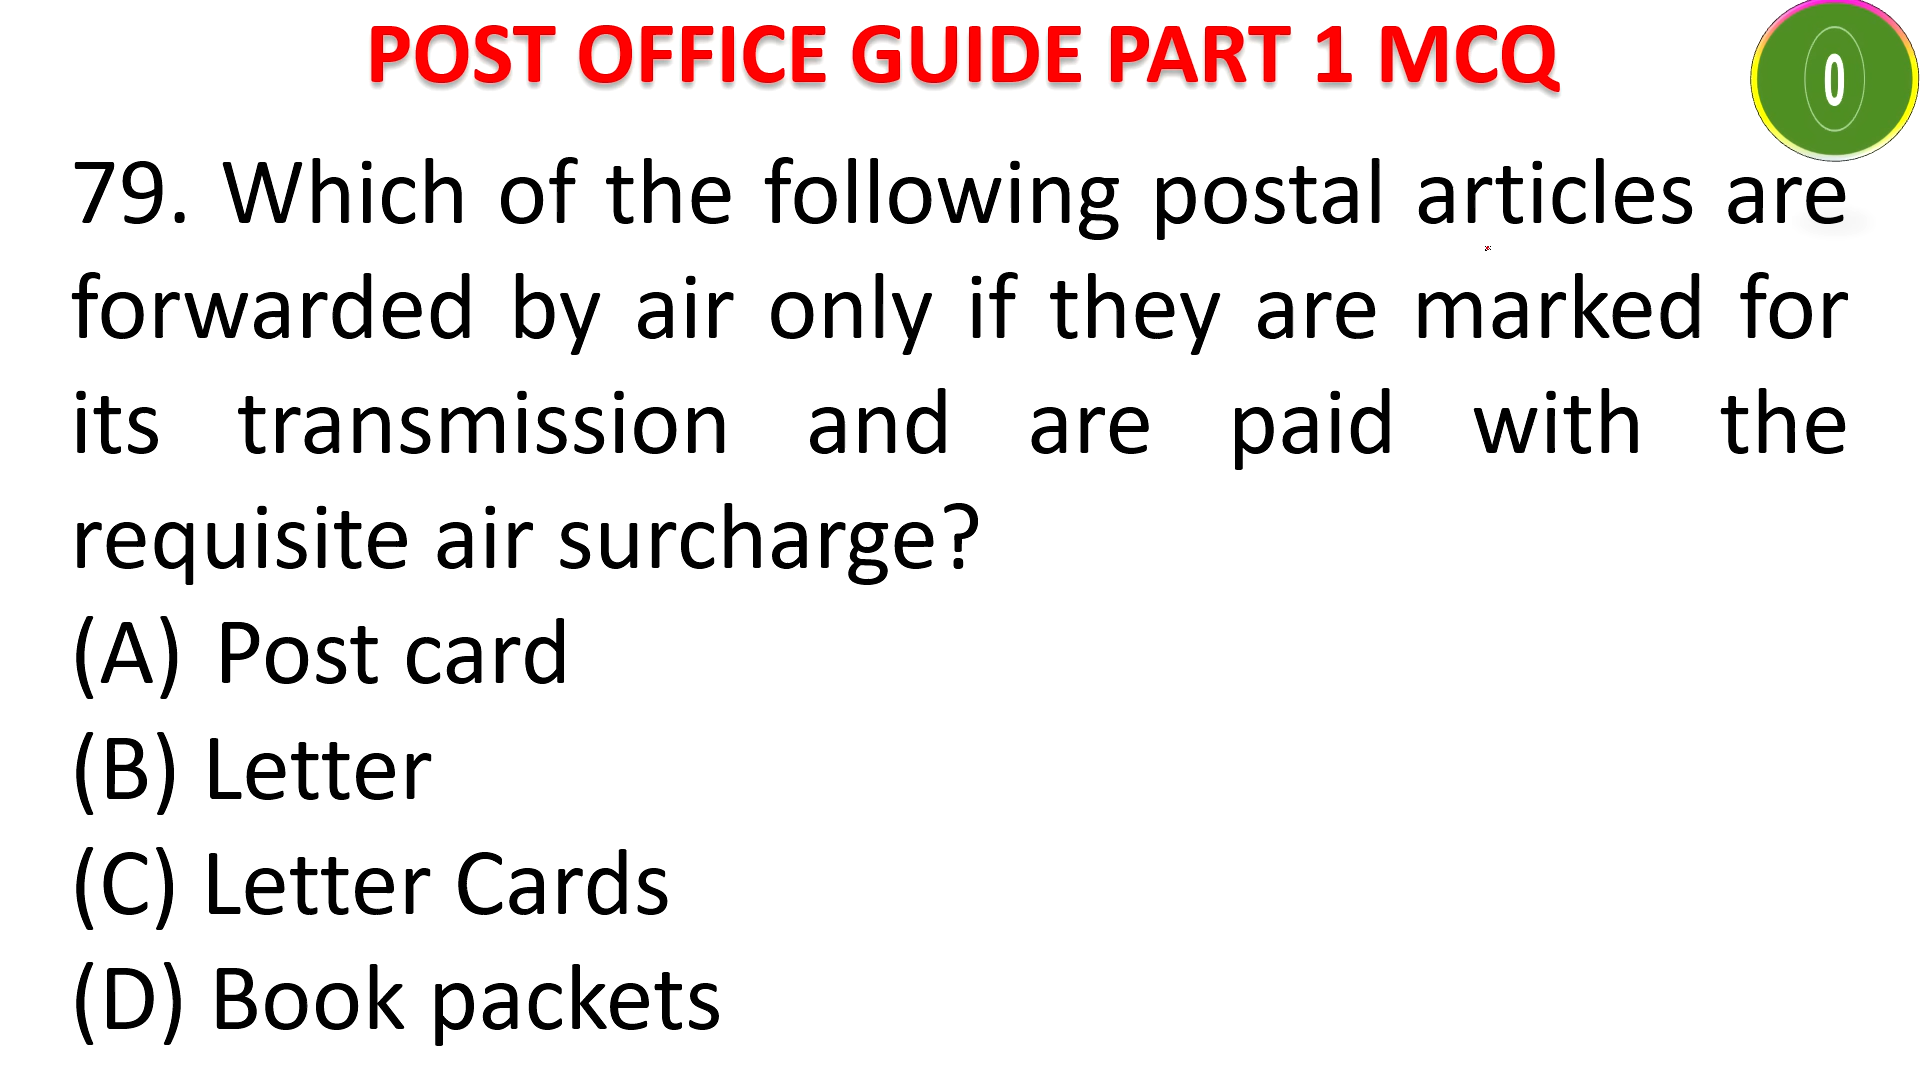 POST OFFICE GUIDE PART 1 MCQ
0
79. Which of the following postal articles are
forwarded by air only if they are marked for
its transmission and are paid with the
requisite air surcharge?
(A) Post card
(B) Letter
(C) Letter Cards
(D) Book packets